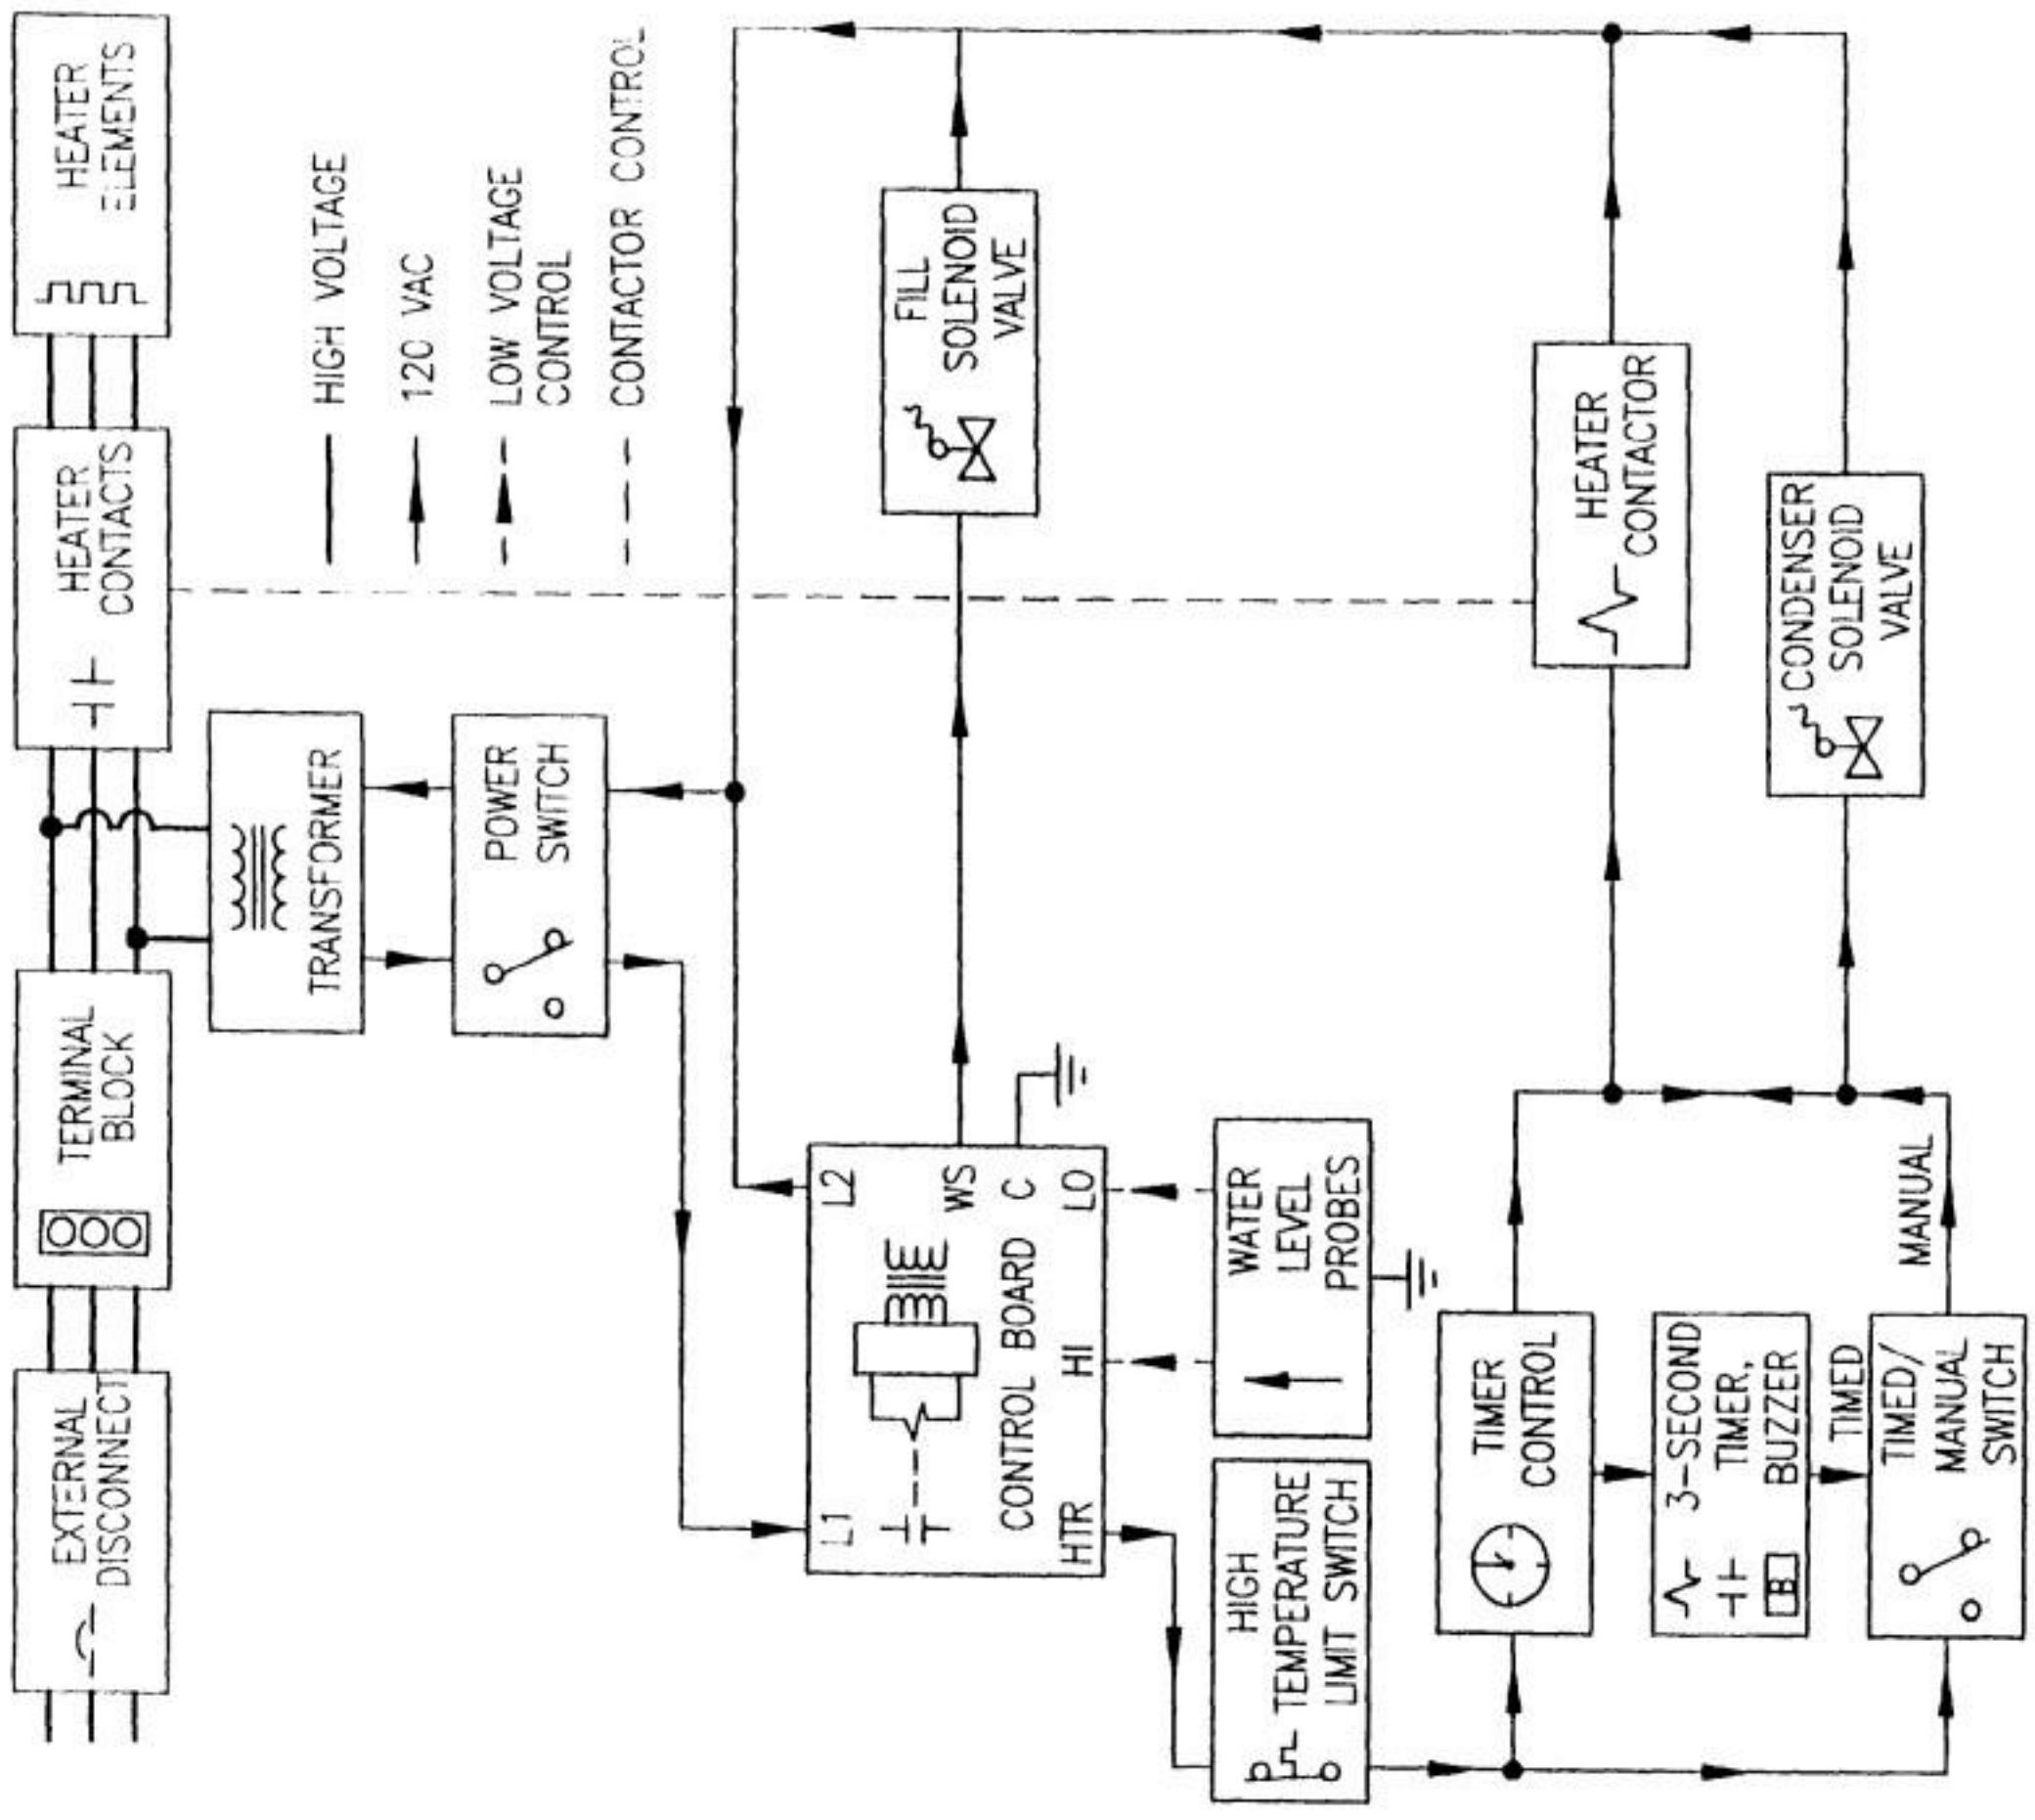 EXTERNAL
DISCONNECT
TERMINAL
BLOCK
HEATER
CONTACTS
HEATER
ELEMENTS
TRANSFORMER
POWER
SWITCH
HIGH VOLTAGE
120 VAC
LOW VOLTAGE
CONTROL
CONTACTOR CONTROL
L1
L2
WS
C
CONTROL BOARD
HTR
HI
LO
FILL
SOLENOID
VALVE
HIGH
TEMPERATURE
LIMIT SWITCH
WATER
LEVEL
PROBES
TIMER
CONTROL
3-SECOND
TIMER,
BUZZER
B
TIMED
TIMED/
MANUAL
SWITCH
MANUAL
HEATER
CONTACTOR
CONDENSER
SOLENOID
VALVE